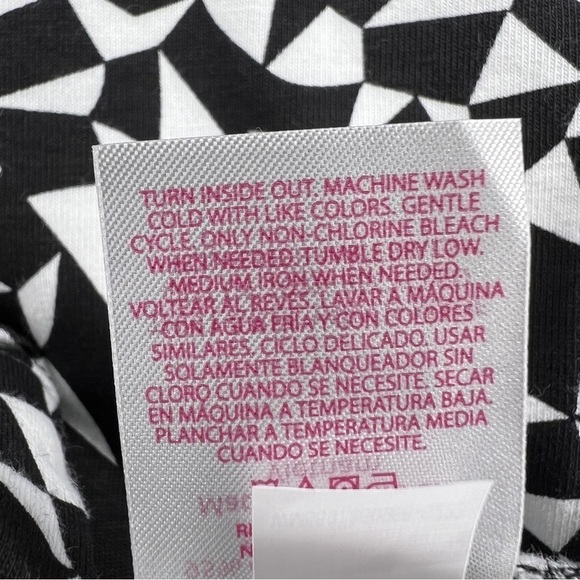 TURN INSIDE OUT. MACHINE WASH
COLD WITH LIKE COLORS. GENTLE
CYCLE. ONLY NON-CHLORINE BLEACH
WHEN NEEDED. TUMBLE DRY LOW.
MEDIUM IRON WHEN NEEDED.
VOLTEAR AL REVÉS. LAVAR A MÁQUINA
CON AGUA FRÍA Y CON COLORES
SIMILARES. CICLO DELICADO. USAR
SOLAMENTE BLANQUEADOR SIN
CLORO CUANDO SE NECESITE. SECAR
EN MÁQUINA A TEMPERATURA BAJA.
PLANCHAR A TEMPERATURA MEDIA
CUANDO SE NECESITE.